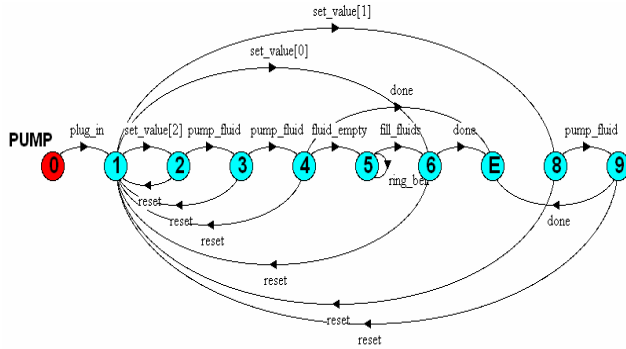 set_value[1]
set_value[0]
done
PUMP
plug_in
set_value[2]
pump_fluid
pump_fluid
fluid_empty
fill_fluids
done
pump_fluid
0
1
2
3
4
5
6
E
8
9
ring_bell
reset
reset
reset
done
reset
reset
reset